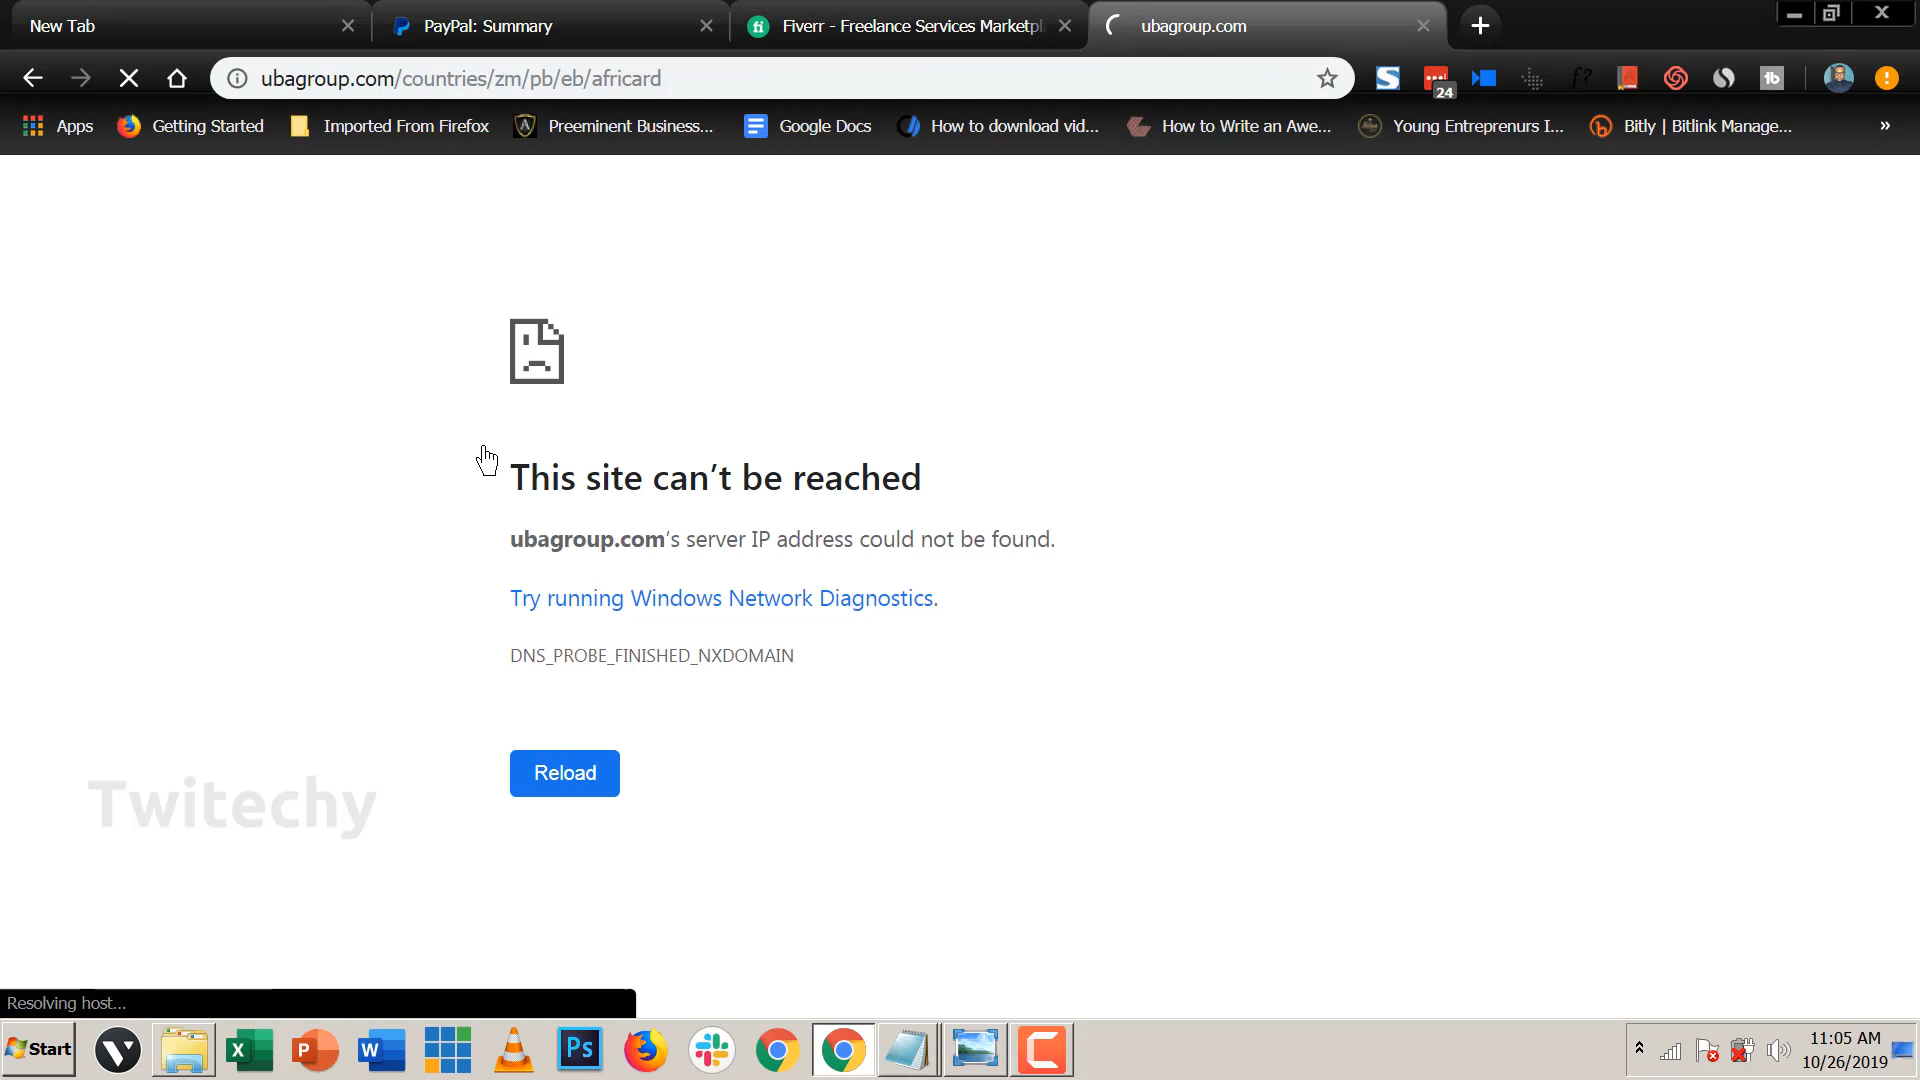 New Tab
PayPal: Summary
Fiverr - Freelance Services Marketpl
ubagroup.com
ubagroup.com/countries/zm/pb/eb/africard
24
Apps
Getting Started
Imported From Firefox
Preeminent Business...
Google Docs
How to download vid...
How to Write an Awe...
Young Entreprenurs I...
Bitly | Bitlink Manage...
»
This site can’t be reached
ubagroup.com’s server IP address could not be found.
Try running Windows Network Diagnostics.
DNS_PROBE_FINISHED_NXDOMAIN
Reload
Twitechy
Resolving host...
Start
11:05 AM
10/26/2019